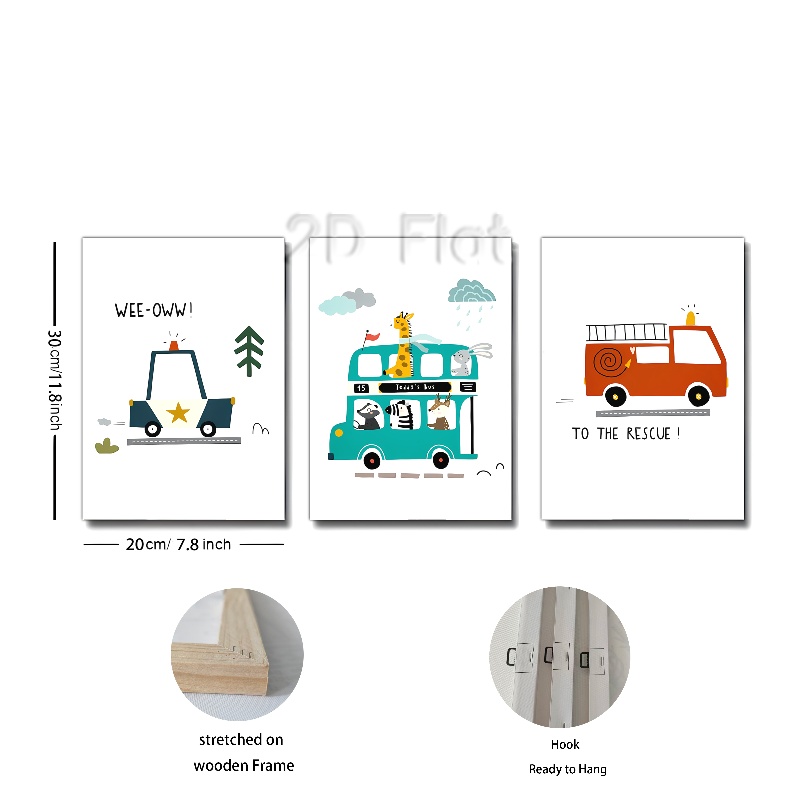 2D Flat
WEE-OWW!
15
Teddy's Bus
TO THE RESCUE!
30cm/11.8inch
20cm/ 7.8 inch
stretched on
wooden Frame
Hook
Ready to Hang